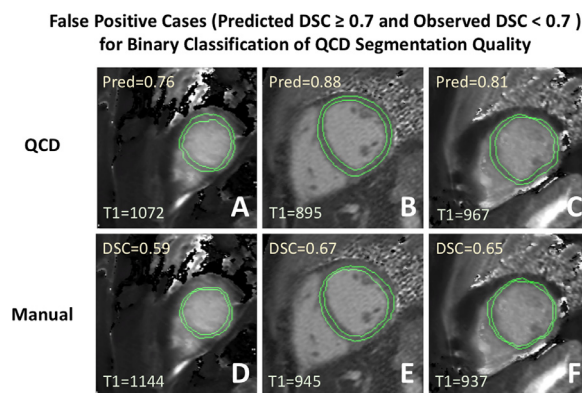 False Positive Cases (Predicted DSC ≥ 0.7 and Observed DSC < 0.7 )
for Binary Classification of QCD Segmentation Quality
Pred=0.76 Pred=0.88 Pred=0.81
QCD
T1=1072 A T1=895 B T1=967 C
DSC=0.59 DSC=0.67 DSC=0.65
Manual
T1=1144 D T1=945 E T1=937 F